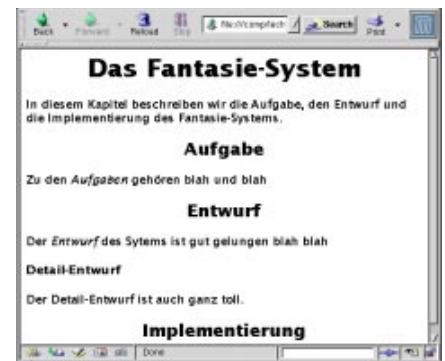 Back Forward Reload Stop Search Print
Das Fantasie-System
In diesem Kapitel beschreiben wir die Aufgabe, den Entwurf und
die Implementierung des Fantasie-Systems.
Aufgabe
Zu den Aufgaben gehören blah und blah
Entwurf
Der Entwurf des Sytems ist gut gelungen blah blah
Detail-Entwurf
Der Detail-Entwurf ist auch ganz toll.
Implementierung
Done